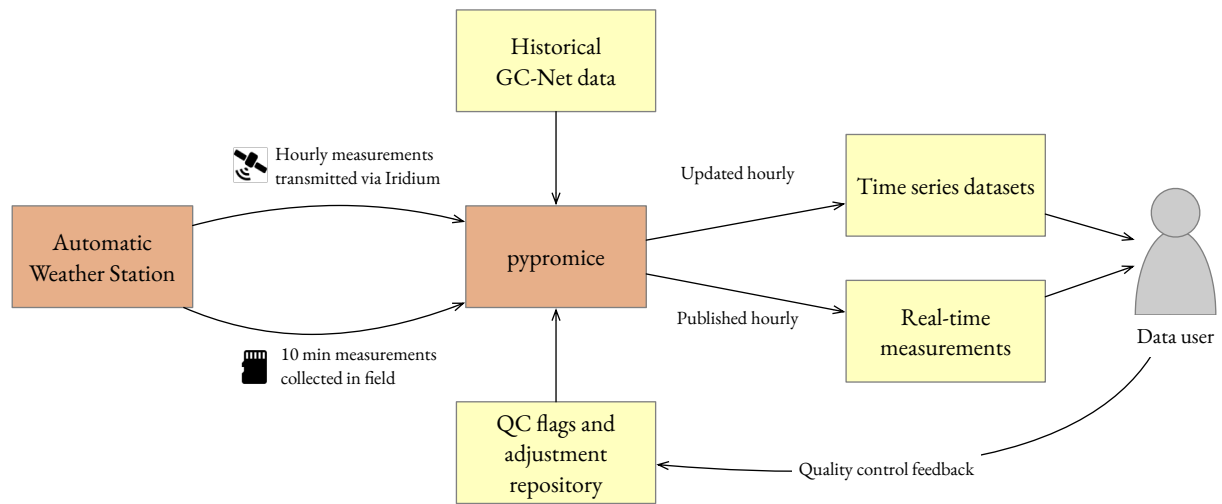 Historical
GC-Net data
Hourly measurements
transmitted via Iridium
Updated hourly
Time series datasets
Automatic
Weather Station
pypromice
Published hourly
Real-time
measurements
Data user
10 min measurements
collected in field
QC flags and
adjustment
repository
Quality control feedback